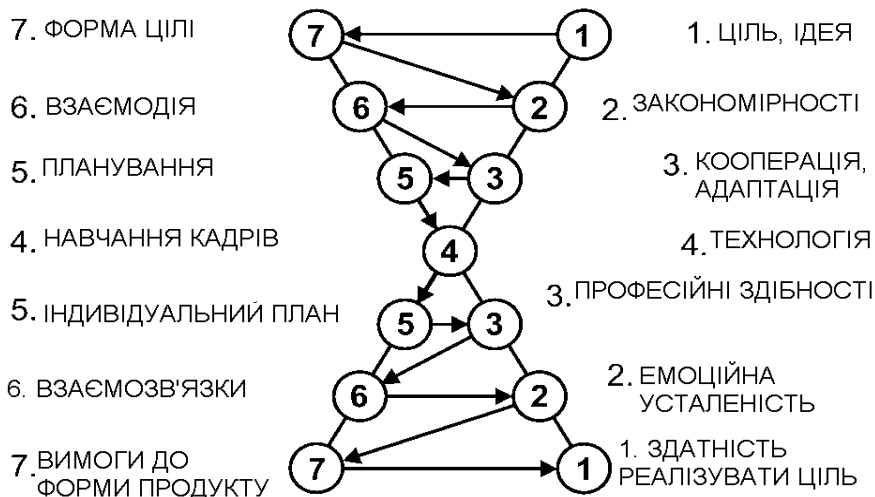 7. ФОРМА ЦІЛІ 7 1 1. ЦІЛЬ, ІДЕЯ
6. ВЗАЄМОДІЯ 6 2 2. ЗАКОНОМІРНОСТІ
5. ПЛАНУВАННЯ 5 3 3. КООПЕРАЦІЯ,
АДАПТАЦІЯ
4. НАВЧАННЯ КАДРІВ 4 4. ТЕХНОЛОГІЯ
5. ІНДИВІДУАЛЬНИЙ ПЛАН 5 3 3. ПРОФЕСІЙНІ ЗДІБНОСТІ
6. ВЗАЄМОЗВ'ЯЗКИ 6 2 2. ЕМОЦІЙНА
УСТАЛЕНІСТЬ
7. ВИМОГИ ДО 7 1 1. ЗДАТНІСТЬ
ФОРМИ ПРОДУКТУ РЕАЛІЗУВАТИ ЦІЛЬ